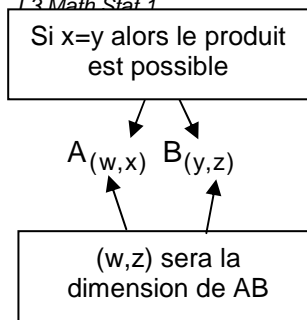 L3 Math Stat 1
Si x=y alors le produit
est possible
A(w,x) B(y,z)
(w,z) sera la
dimension de AB